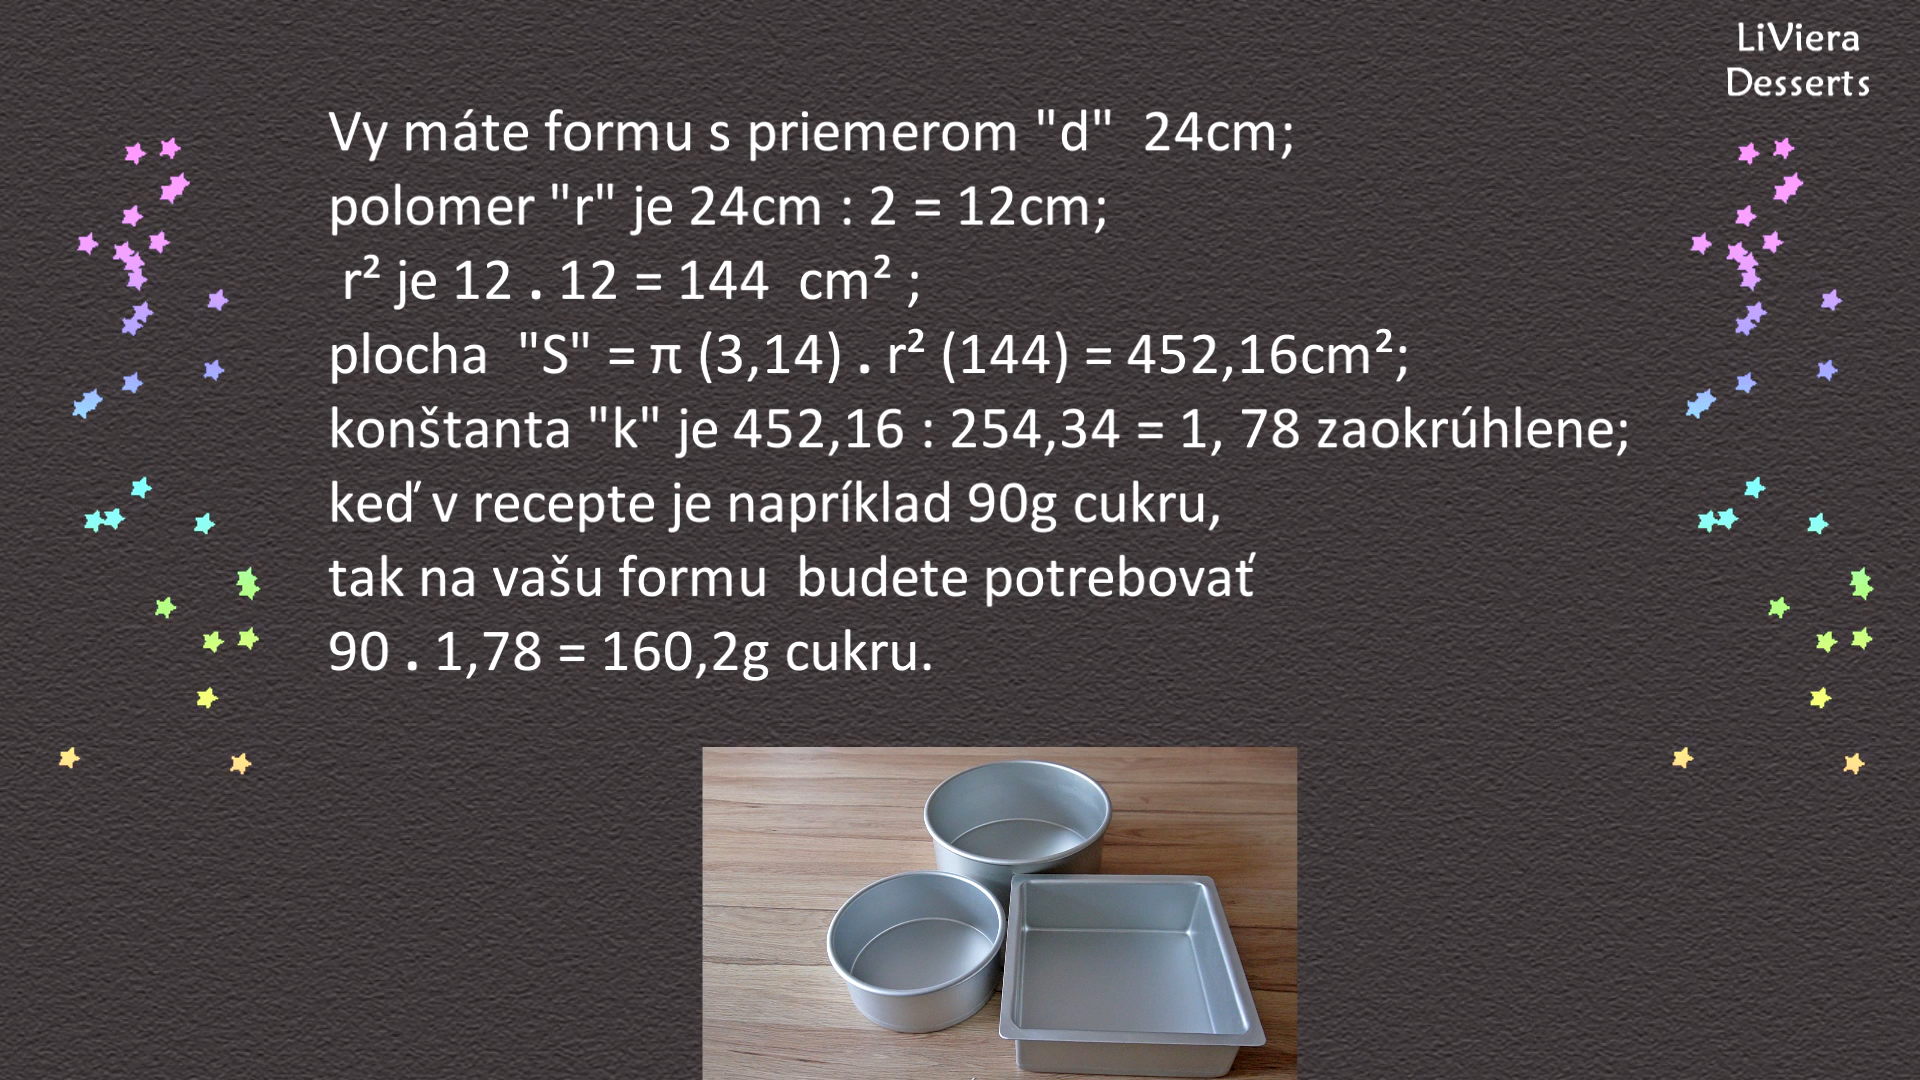 LiViera
Desserts
Vy máte formu s priemerom "d"  24cm;
polomer "r" je 24cm : 2 = 12cm;
r² je 12 . 12 = 144  cm² ;
plocha  "S" = π (3,14) . r² (144) = 452,16cm²;
konštanta "k" je 452,16 : 254,34 = 1, 78 zaokrúhlene;
keď v recepte je napríklad 90g cukru,
tak na vašu formu  budete potrebovať
90 . 1,78 = 160,2g cukru.